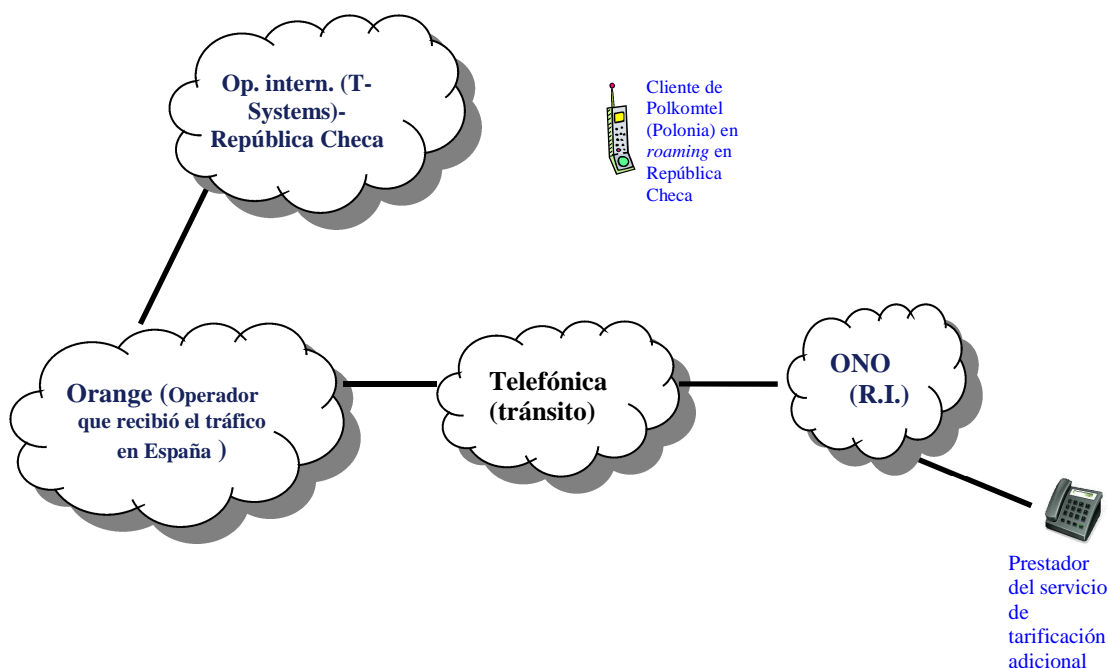 Op. intern. (T-
Systems)-
República Checa
Cliente de
Polkomtel
(Polonia) en
roaming en
República
Checa
Orange (Operador
que recibió el tráfico
en España )
Telefónica
(tránsito)
ONO
(R.I.)
Prestador
del servicio
de
tarificación
adicional